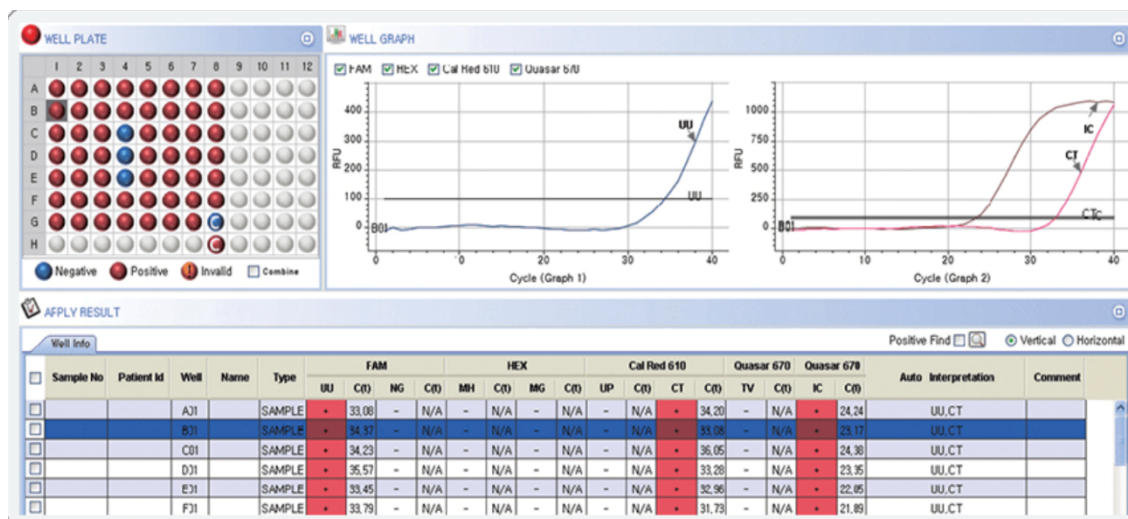 WELL PLATE
1 2 3 4 5 6 7 8 9 10 11 12
A
B
C
D
E
F
G C
H C
Negative Positive Invalid Combine
WELL GRAPH
FAM HEX Cal Red 610 Quasar 670
400
300
200
100
0
RFU
UU
UU
B01
0 10 20 30 40
Cycle (Graph 1)
1000
750
500
250
0
RFU
IC
CT
B01
0 10 20 30 40
Cycle (Graph 2)
APPLY RESULT
Well Info
Positive Find Vertical Horizontal
FAM HEX Cal Red 610 Quasar 670 Quasar 670
Sample No Patient Id Well Name Type UU C(t) NG C(t) MH C(t) MG C(t) UP C(t) CT C(t) TV C(t) IC C(t) Auto Interpretation Comment
A01 SAMPLE + 33,08 - N/A - N/A - N/A - N/A + 34,20 - N/A + 24,24 UU,CT
B01 SAMPLE + 34,37 - N/A - N/A - N/A - N/A + 33,08 - N/A + 23,17 UU,CT
C01 SAMPLE + 34,23 - N/A - N/A - N/A - N/A + 36,05 - N/A + 24,38 UU,CT
D01 SAMPLE + 35,57 - N/A - N/A - N/A - N/A + 33,28 - N/A + 23,35 UU,CT
E01 SAMPLE + 33,45 - N/A - N/A - N/A - N/A + 32,96 - N/A + 22,05 UU,CT
F01 SAMPLE + 33,79 - N/A - N/A - N/A - N/A + 31,73 - N/A + 21,89 UU,CT